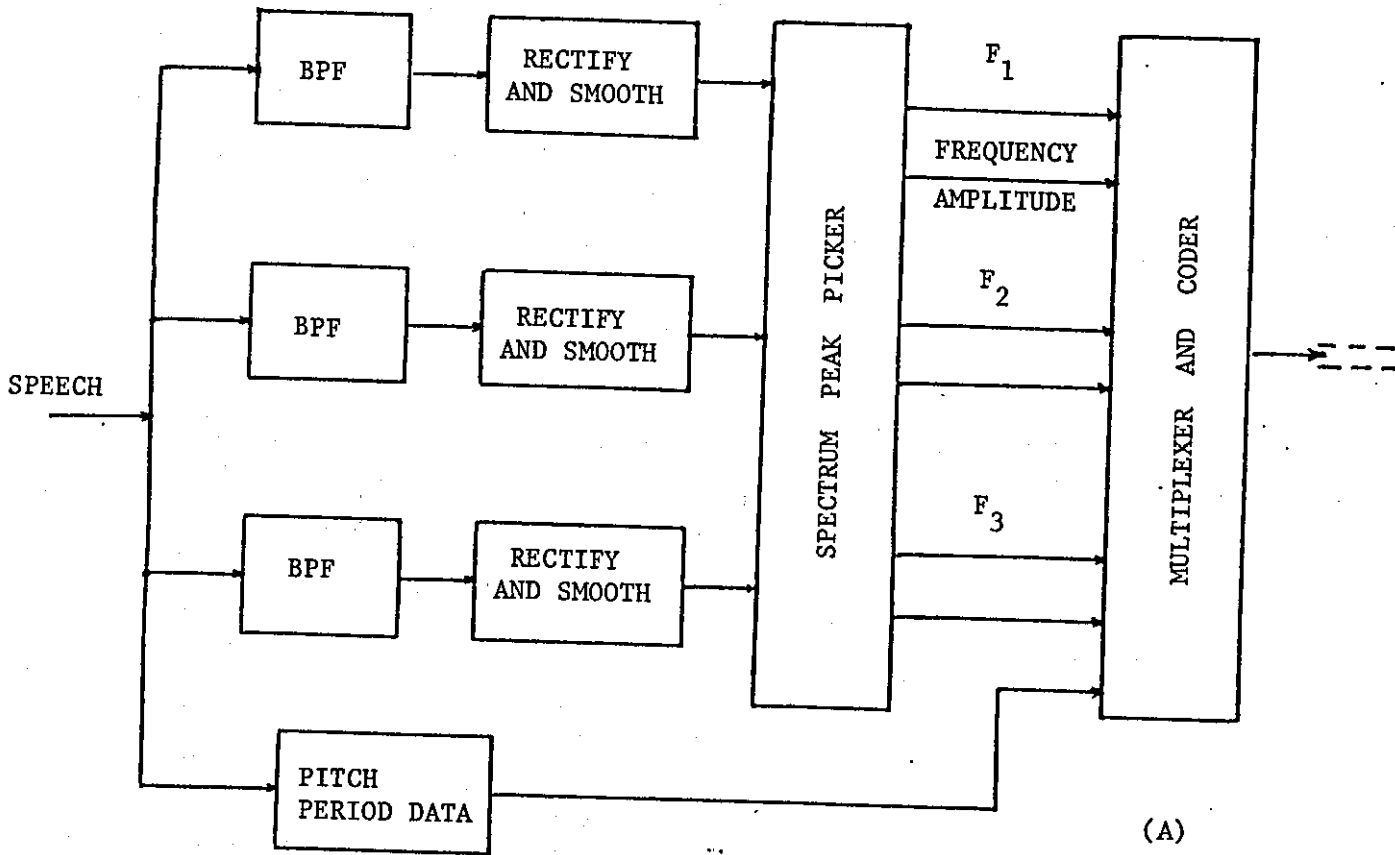 BPF
RECTIFY
AND SMOOTH
F1
FREQUENCY
AMPLITUDE
BPF
RECTIFY
AND SMOOTH
F2
SPEECH
SPECTRUM PEAK PICKER
MULTIPLEXER AND CODER
BPF
RECTIFY
AND SMOOTH
F3
PITCH
PERIOD DATA
(A)